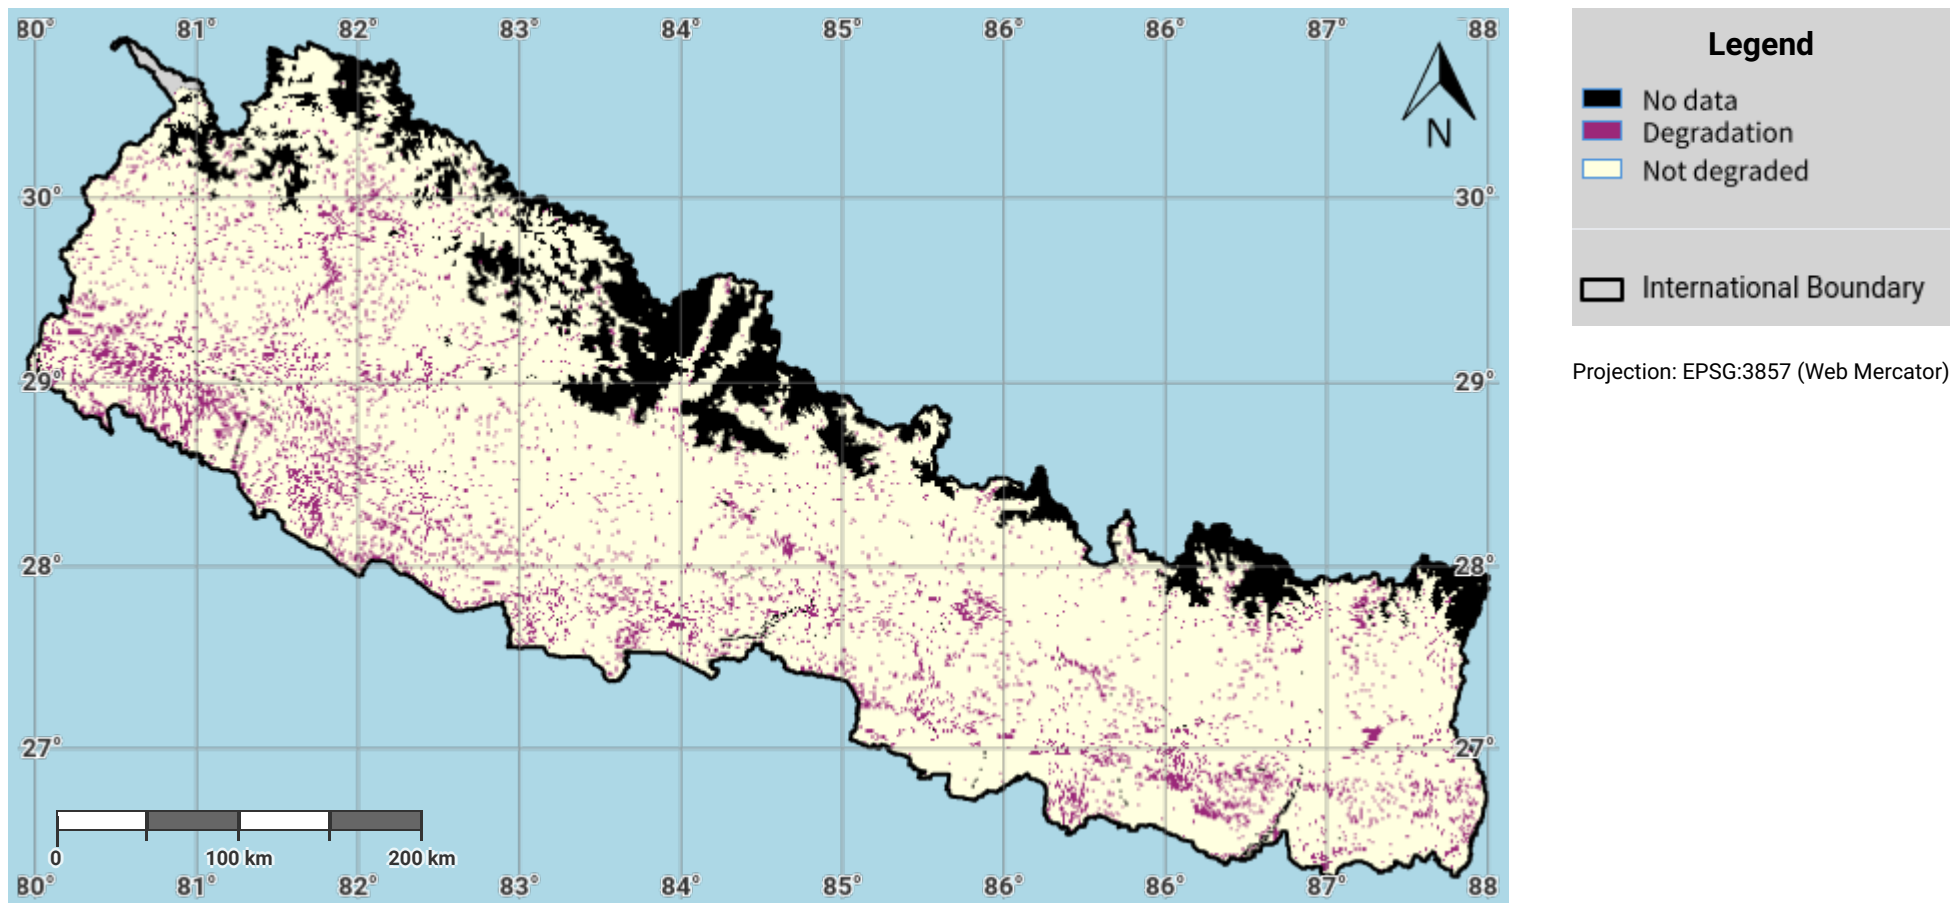 80° 81° 82° 83° 84° 85° 86° 86° 87° 88
N
30° 30°
29° 29°
28° 28°
27° 27°
0 100 km 200 km
80° 81° 82° 83° 84° 85° 86° 86° 87° 88
Legend
No data
Degradation
Not degraded
International Boundary
Projection: EPSG:3857 (Web Mercator)